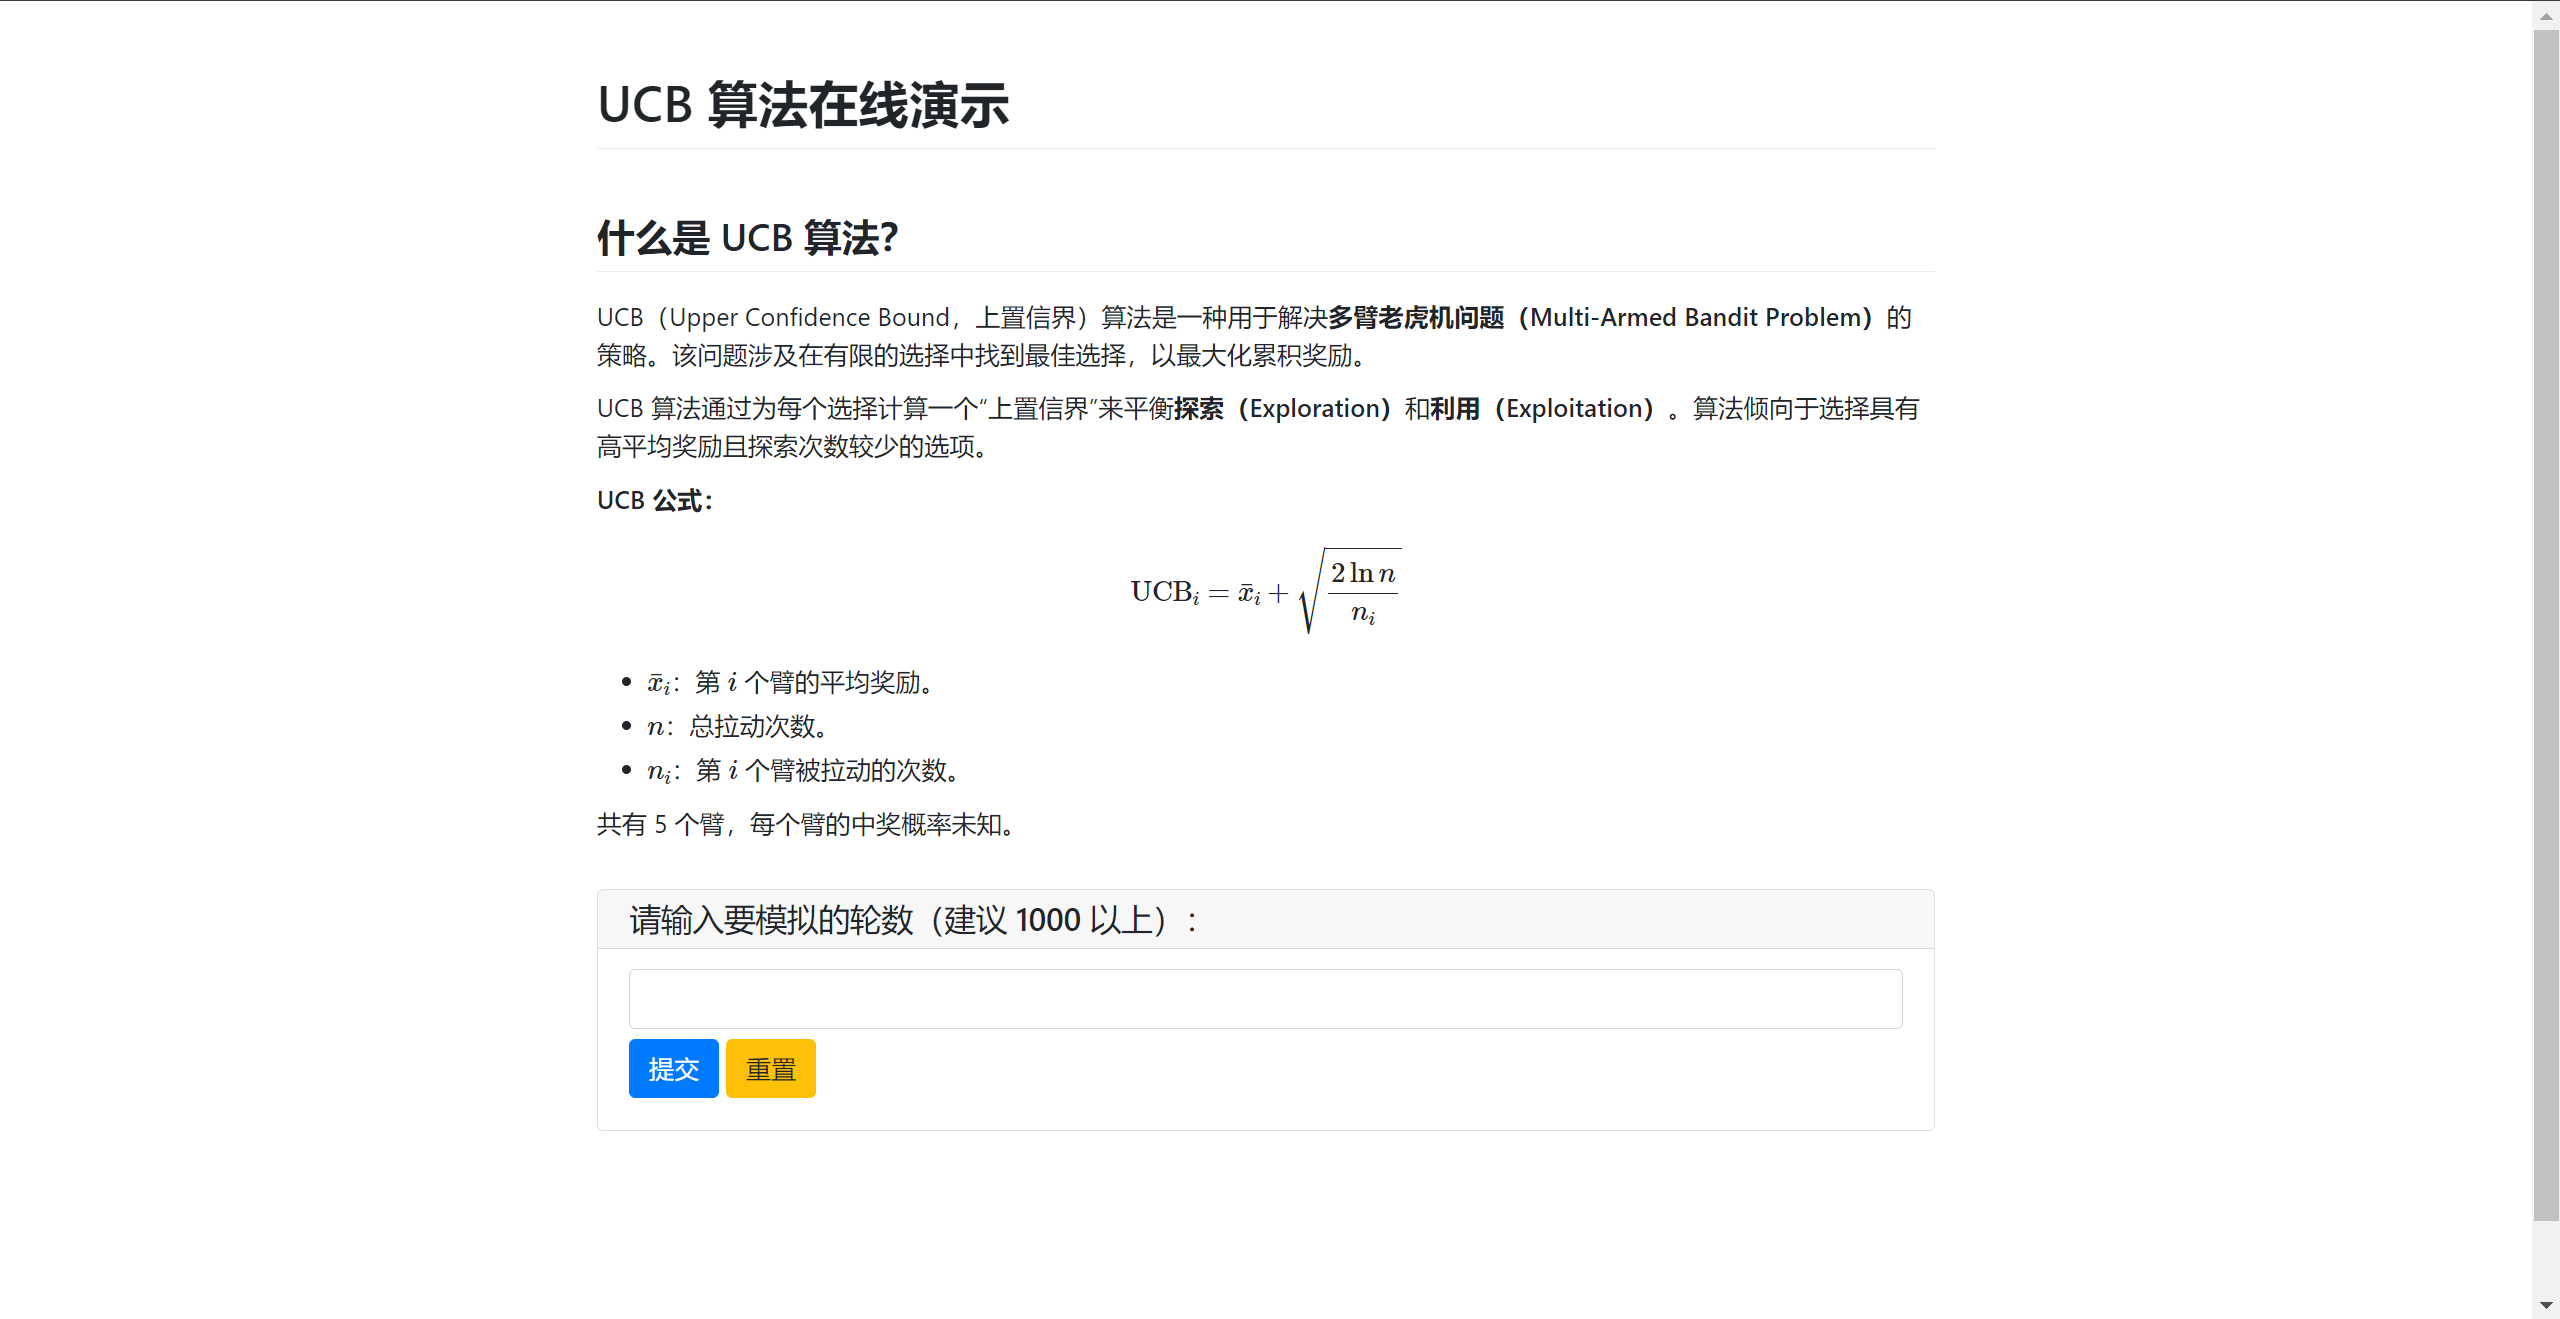 UCB 算法在线演示
什么是 UCB 算法？
UCB（Upper Confidence Bound，上置信界）算法是一种用于解决多臂老虎机问题（Multi-Armed Bandit Problem）的
策略。该问题涉及在有限的选择中找到最佳选择，以最大化累积奖励。
UCB 算法通过为每个选择计算一个“上置信界”来平衡探索（Exploration）和利用（Exploitation）。算法倾向于选择具有
高平均奖励且探索次数较少的选项。
UCB 公式：
$\mathrm{UCB}_i = \bar{x}_i + \sqrt{\frac{2 \ln n}{n_i}}$
• $\bar{x}_i$：第 $i$ 个臂的平均奖励。
• $n$：总拉动次数。
• $n_i$：第 $i$ 个臂被拉动的次数。
共有 5 个臂，每个臂的中奖概率未知。
请输入要模拟的轮数（建议 1000 以上）：
提交 重置